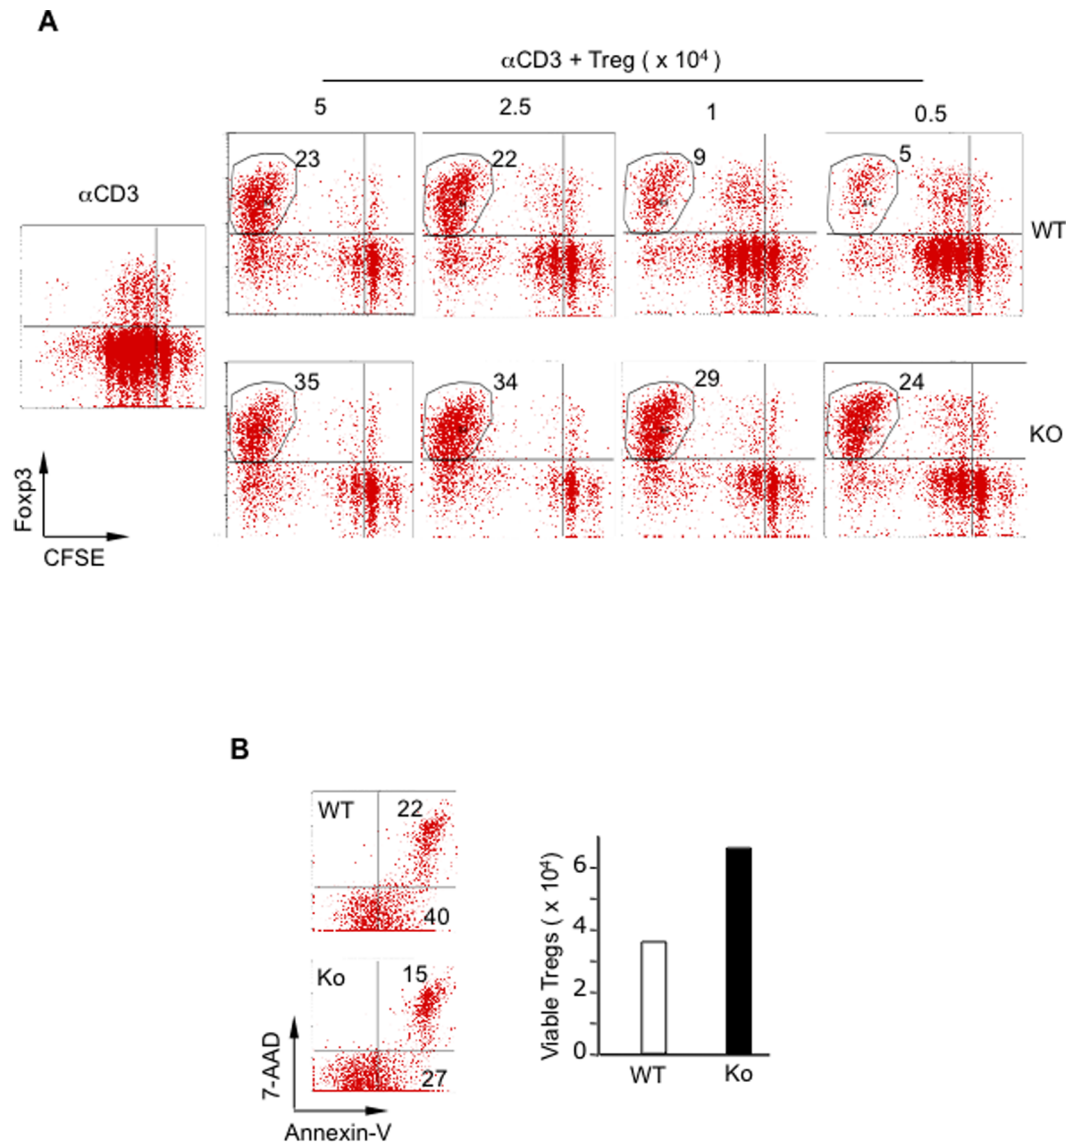 A
αCD3 + Treg ( x 10⁴ )
5 2.5 1 0.5
αCD3
23 22 9 5
WT
35 34 29 24
KO
Foxp3
CFSE
B
WT 22
40
Ko 15
27
7-AAD
Annexin-V
Viable Tregs ( x 10⁴)
6
4
2
0
WT Ko